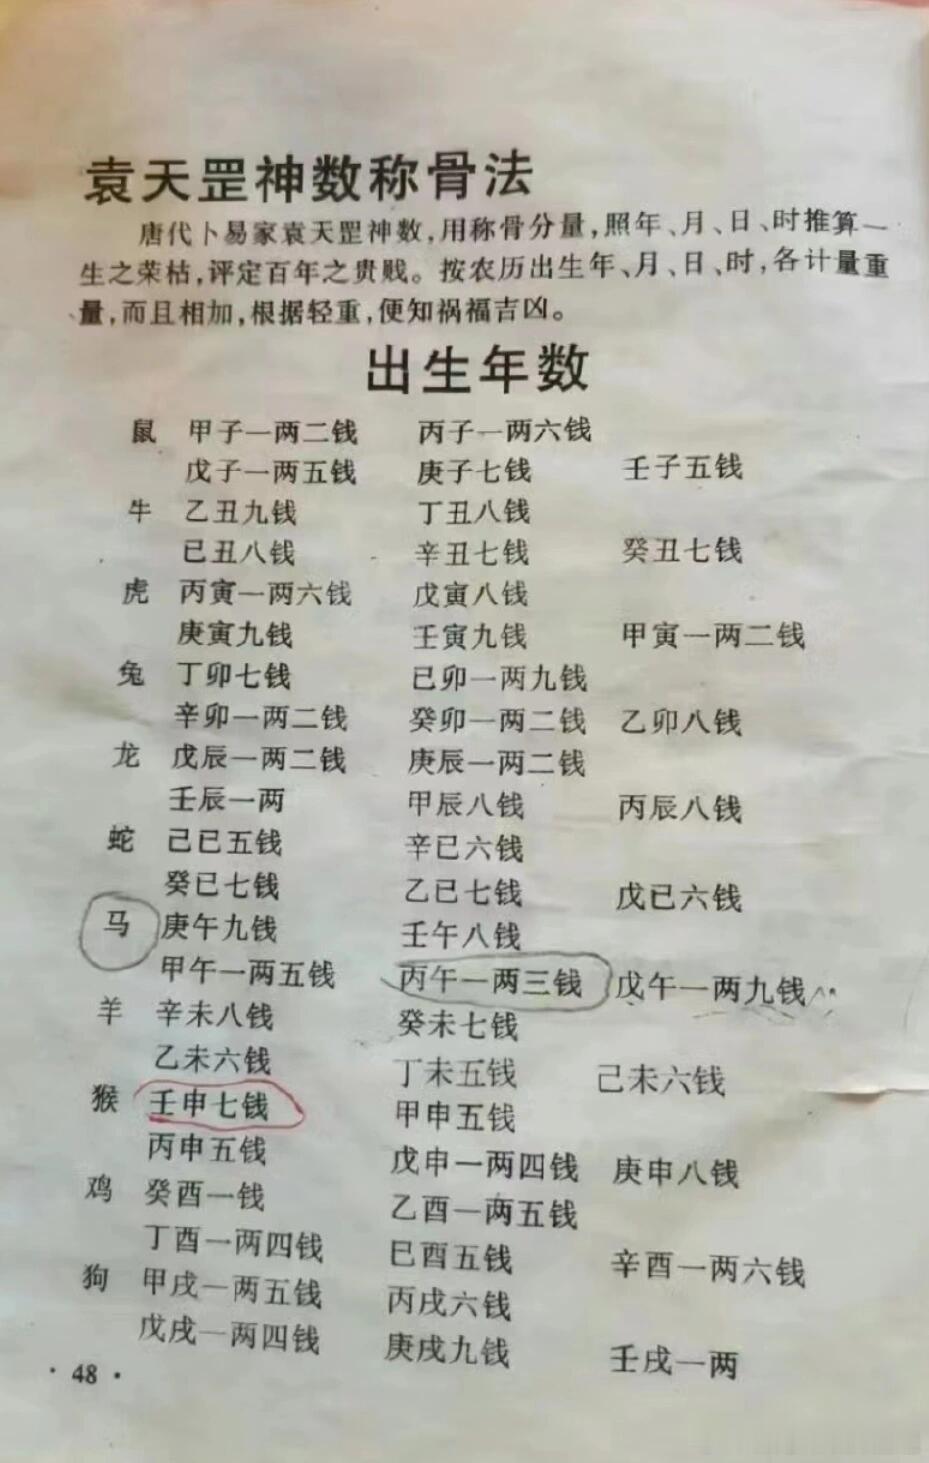 袁天罡神数称骨法
唐代卜易家袁天罡神数,用称骨分量,照年、月、日、时推算一
生之荣枯,评定百年之贵贱。按农历出生年、月、日、时,各计量重
量,而且相加,根据轻重,便知祸福吉凶。
出生年数
鼠 甲子一两二钱 丙子一两六钱
戊子一两五钱 庚子七钱 壬子五钱
牛 乙丑九钱 丁丑八钱
已丑八钱 辛丑七钱 癸丑七钱
虎 丙寅一两六钱 戊寅八钱
庚寅九钱 壬寅九钱 甲寅一两二钱
兔 丁卯七钱 己卯一两九钱
辛卯一两二钱 癸卯一两二钱 乙卯八钱
龙 戊辰一两二钱 庚辰一两二钱
壬辰一两 甲辰八钱 丙辰八钱
蛇 己巳五钱 辛巳六钱
癸巳七钱 乙巳七钱 戊巳六钱
马 庚午九钱 壬午八钱
甲午一两五钱 丙午一两三钱 戊午一两九钱
羊 辛未八钱 癸未七钱
乙未六钱 丁未五钱 己未六钱
猴 壬申七钱 甲申五钱
丙申五钱 戊申一两四钱 庚申八钱
鸡 癸酉一钱 乙酉一两五钱
丁酉一两四钱 巳酉五钱 辛酉一两六钱
狗 甲戌一两五钱 丙戌六钱
戊戌一两四钱 庚戌九钱 壬戌一两
·48·